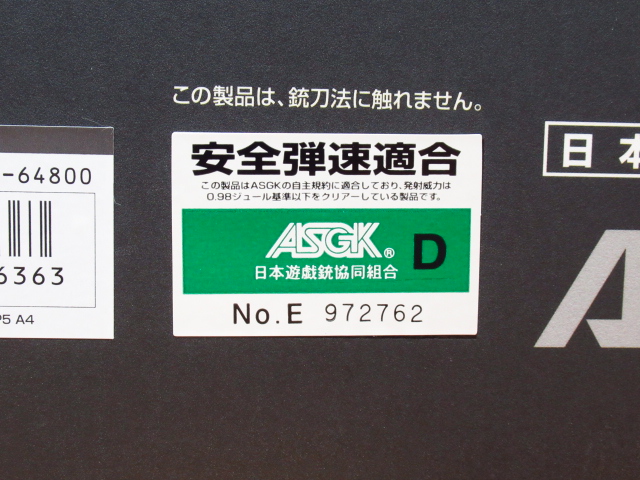 この製品は、銃刀法に触れません。
安全弾速適合
この製品はASGKの自主規約に適合しており、発射威力は
0.98ジュール基準以下をクリアーしている製品です。
ASGK® D
日本遊戯銃協同組合
No.E 972762
-64800
6363
P5 A4
日本
A